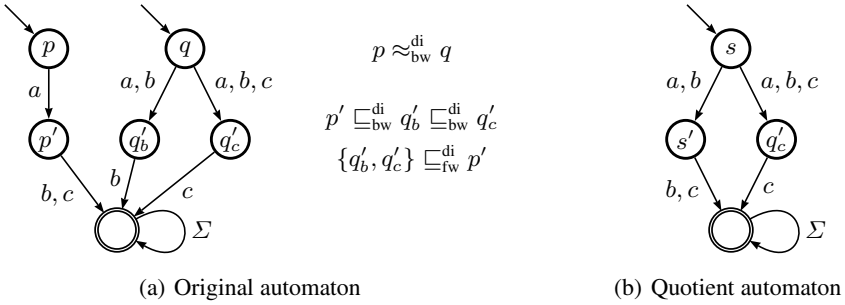 p
q
p ≈ᵈⁱ_bw q
s
a
a, b
a, b, c
a, b
a, b, c
p′ ⊑ᵈⁱ_bw q′_b ⊑ᵈⁱ_bw q′_c
p′
q′_b
q′_c
{q′_b, q′_c} ⊑ᵈⁱ_fw p′
s′
q′_c
b, c
b
c
b, c
c
Σ
Σ
(a) Original automaton
(b) Quotient automaton